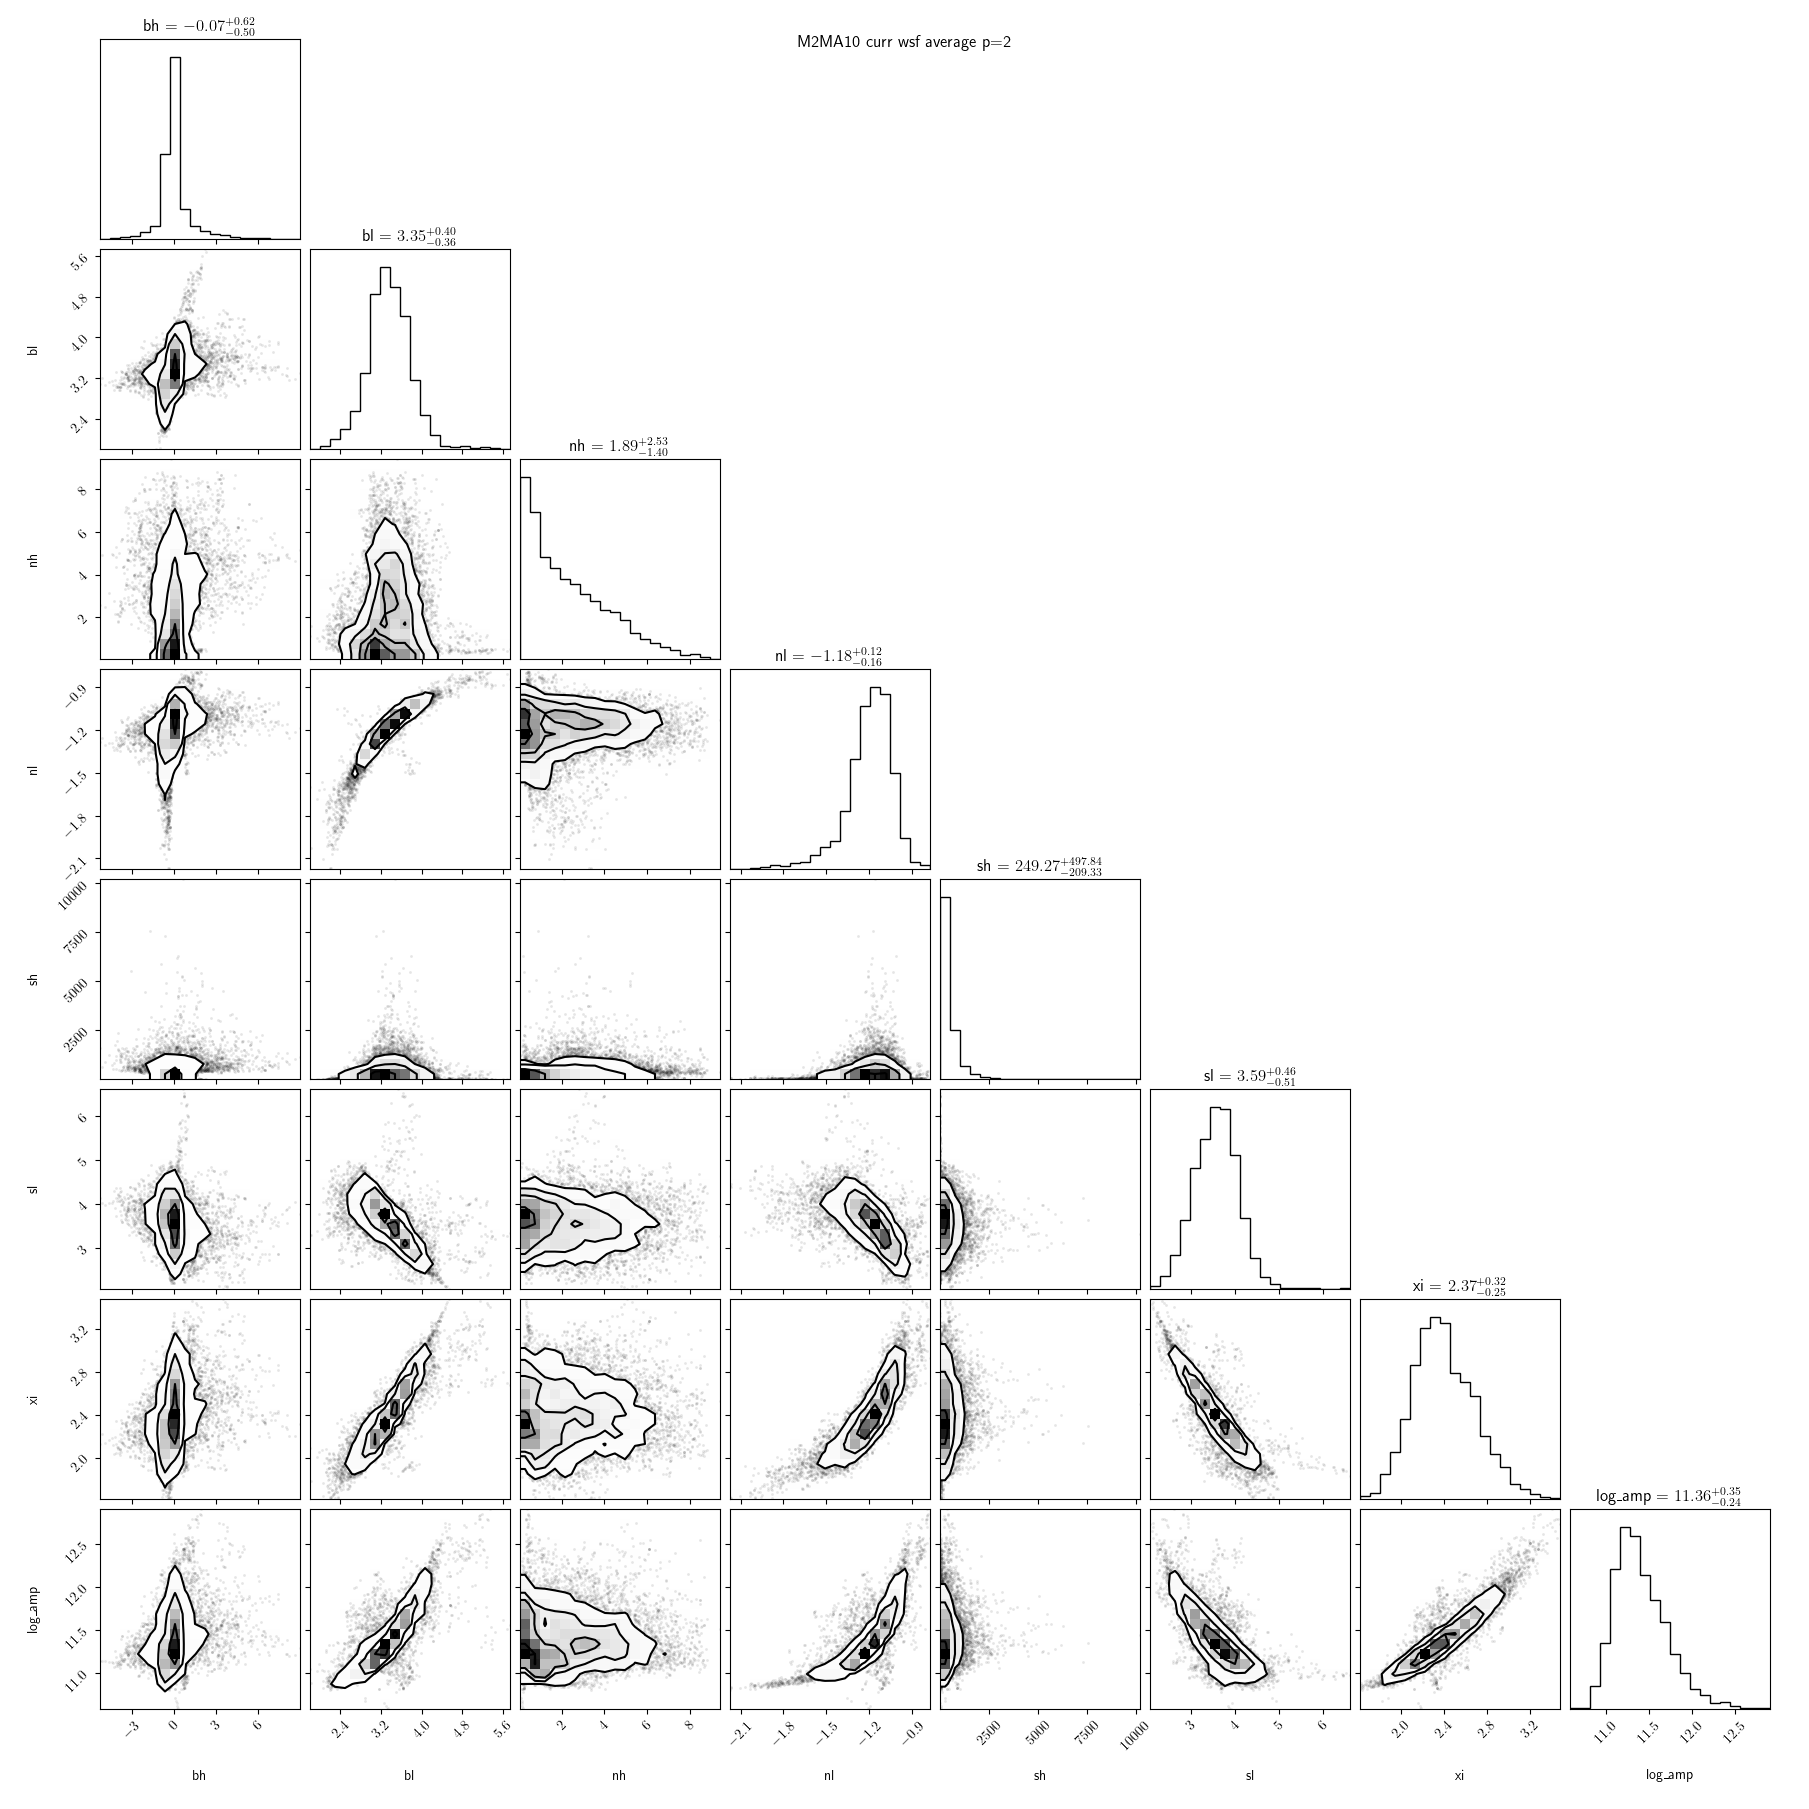 bh = −0.07+0.62−0.50
M2MA10 curr wsf average p=2
bl = 3.35+0.40−0.36
5.6
4.8
4.0
3.2
2.4
bl
nh = 1.89+2.53−1.40
8
6
4
2
nh
nl = −1.18+0.12−0.16
−0.9
−1.2
−1.5
−1.8
−2.1
nl
sh = 249.27+497.84−209.33
10000
7500
5000
2500
sh
sl = 3.59+0.46−0.51
6
5
4
3
sl
xi = 2.37+0.32−0.25
3.2
2.8
2.4
2.0
xi
log_amp = 11.36+0.35−0.24
12.5
12.0
11.5
11.0
log_amp
−3 0 3 6
2.4 3.2 4.0 4.8 5.6
2 4 6 8
−2.1 −1.8 −1.5 −1.2 −0.9
2500 5000 7500 10000
3 4 5 6
2.0 2.4 2.8 3.2
11.0 11.5 12.0 12.5
bh bl nh nl sh sl xi log_amp